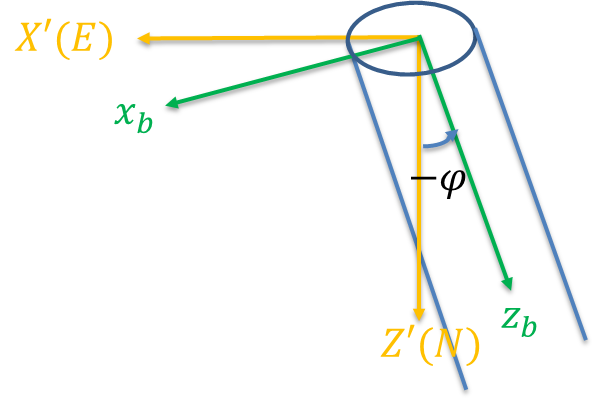 X′(E)
x_b
−φ
z_b
Z′(N)